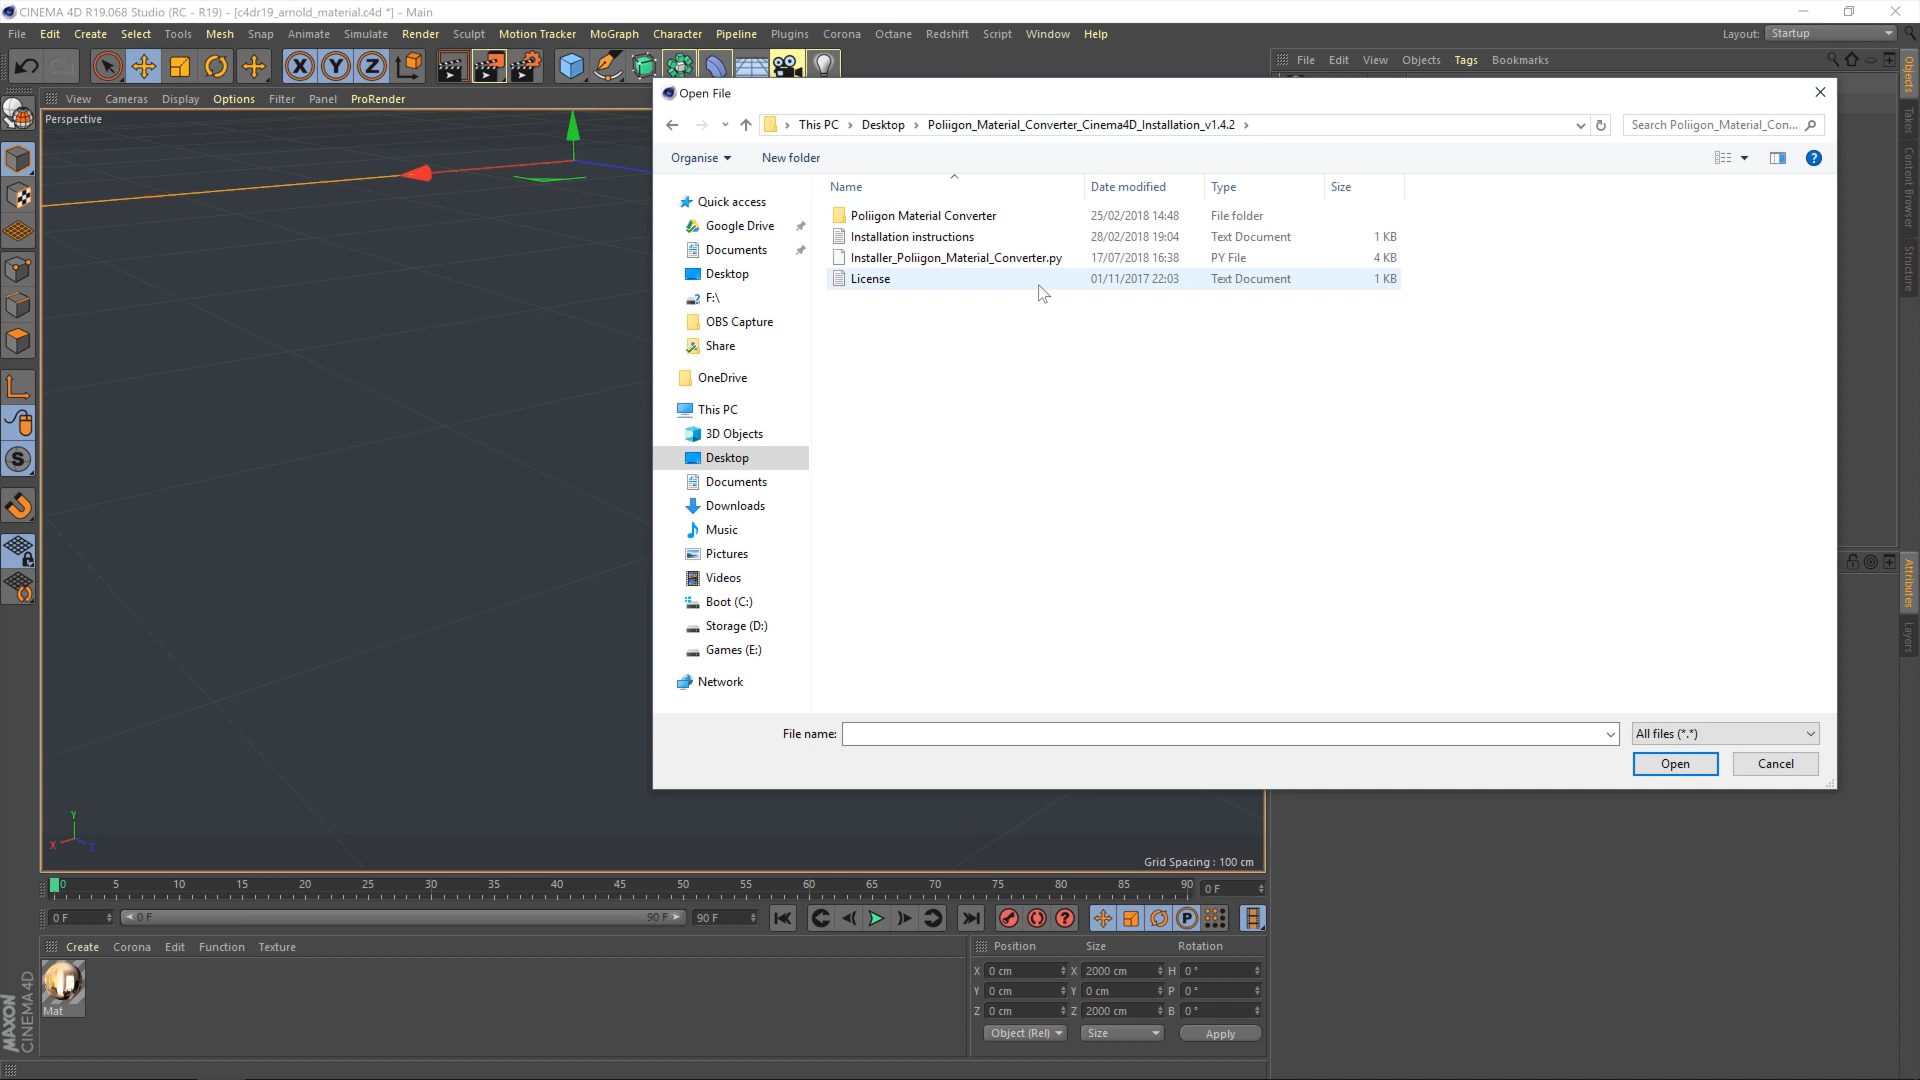 CINEMA 4D R19.068 Studio (RC - R19) - [c4dr19_arnold_material.c4d *] - Main
File Edit Create Select Tools Mesh Snap Animate Simulate Render Sculpt Motion Tracker MoGraph Character Pipeline Plugins Corona Octane Redshift Script Window Help Layout: Startup
File Edit View Objects Tags Bookmarks
View Cameras Display Options Filter Panel ProRender
Perspective
Open File
This PC Desktop Poliigon_Material_Converter_Cinema4D_Installation_v1.4.2 Search Poliigon_Material_Con...
Organise New folder
Name Date modified Type Size
Quick access
Google Drive
Documents
Desktop
F:\
OBS Capture
Share
OneDrive
This PC
3D Objects
Desktop
Documents
Downloads
Music
Pictures
Videos
Boot (C:)
Storage (D:)
Games (E:)
Network
Poliigon Material Converter 25/02/2018 14:48 File folder
Installation instructions 28/02/2018 19:04 Text Document 1 KB
Installer_Poliigon_Material_Converter.py 17/07/2018 16:38 PY File 4 KB
License 01/11/2017 22:03 Text Document 1 KB
File name: All files (*.*)
Open Cancel
Objects
Takes
Content Browser
Structure
Attributes
Layers
Y
X Z
Grid Spacing : 100 cm
0 5 10 15 20 25 30 35 40 45 50 55 60 65 70 75 80 85 90 0 F
0 F 0 F 90 F 90 F
Create Corona Edit Function Texture
Mat
Position Size Rotation
X 0 cm X 2000 cm H 0 °
Y 0 cm Y 0 cm P 0 °
Z 0 cm Z 2000 cm B 0 °
Object (Rel) Size Apply
MAXON
CINEMA 4D